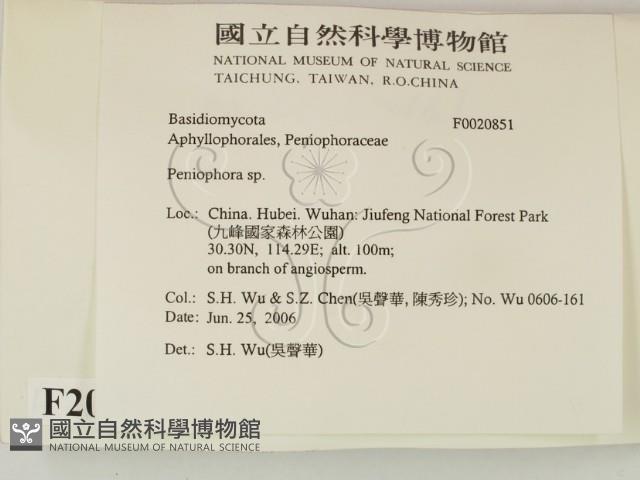 國立自然科學博物館
NATIONAL MUSEUM OF NATURAL SCIENCE
TAICHUNG, TAIWAN, R.O.CHINA
Basidiomycota F0020851
Aphyllophorales, Peniophoraceae
Peniophora sp.
Loc.: China. Hubei. Wuhan: Jiufeng National Forest Park
(九峰國家森林公園)
30.30N, 114.29E; alt. 100m;
on branch of angiosperm.
Col.: S.H. Wu & S.Z. Chen(吳聲華, 陳秀珍); No. Wu 0606-161
Date: Jun. 25, 2006
Det.: S.H. Wu(吳聲華)
F20
國立自然科學博物館
NATIONAL MUSEUM OF NATURAL SCIENCE